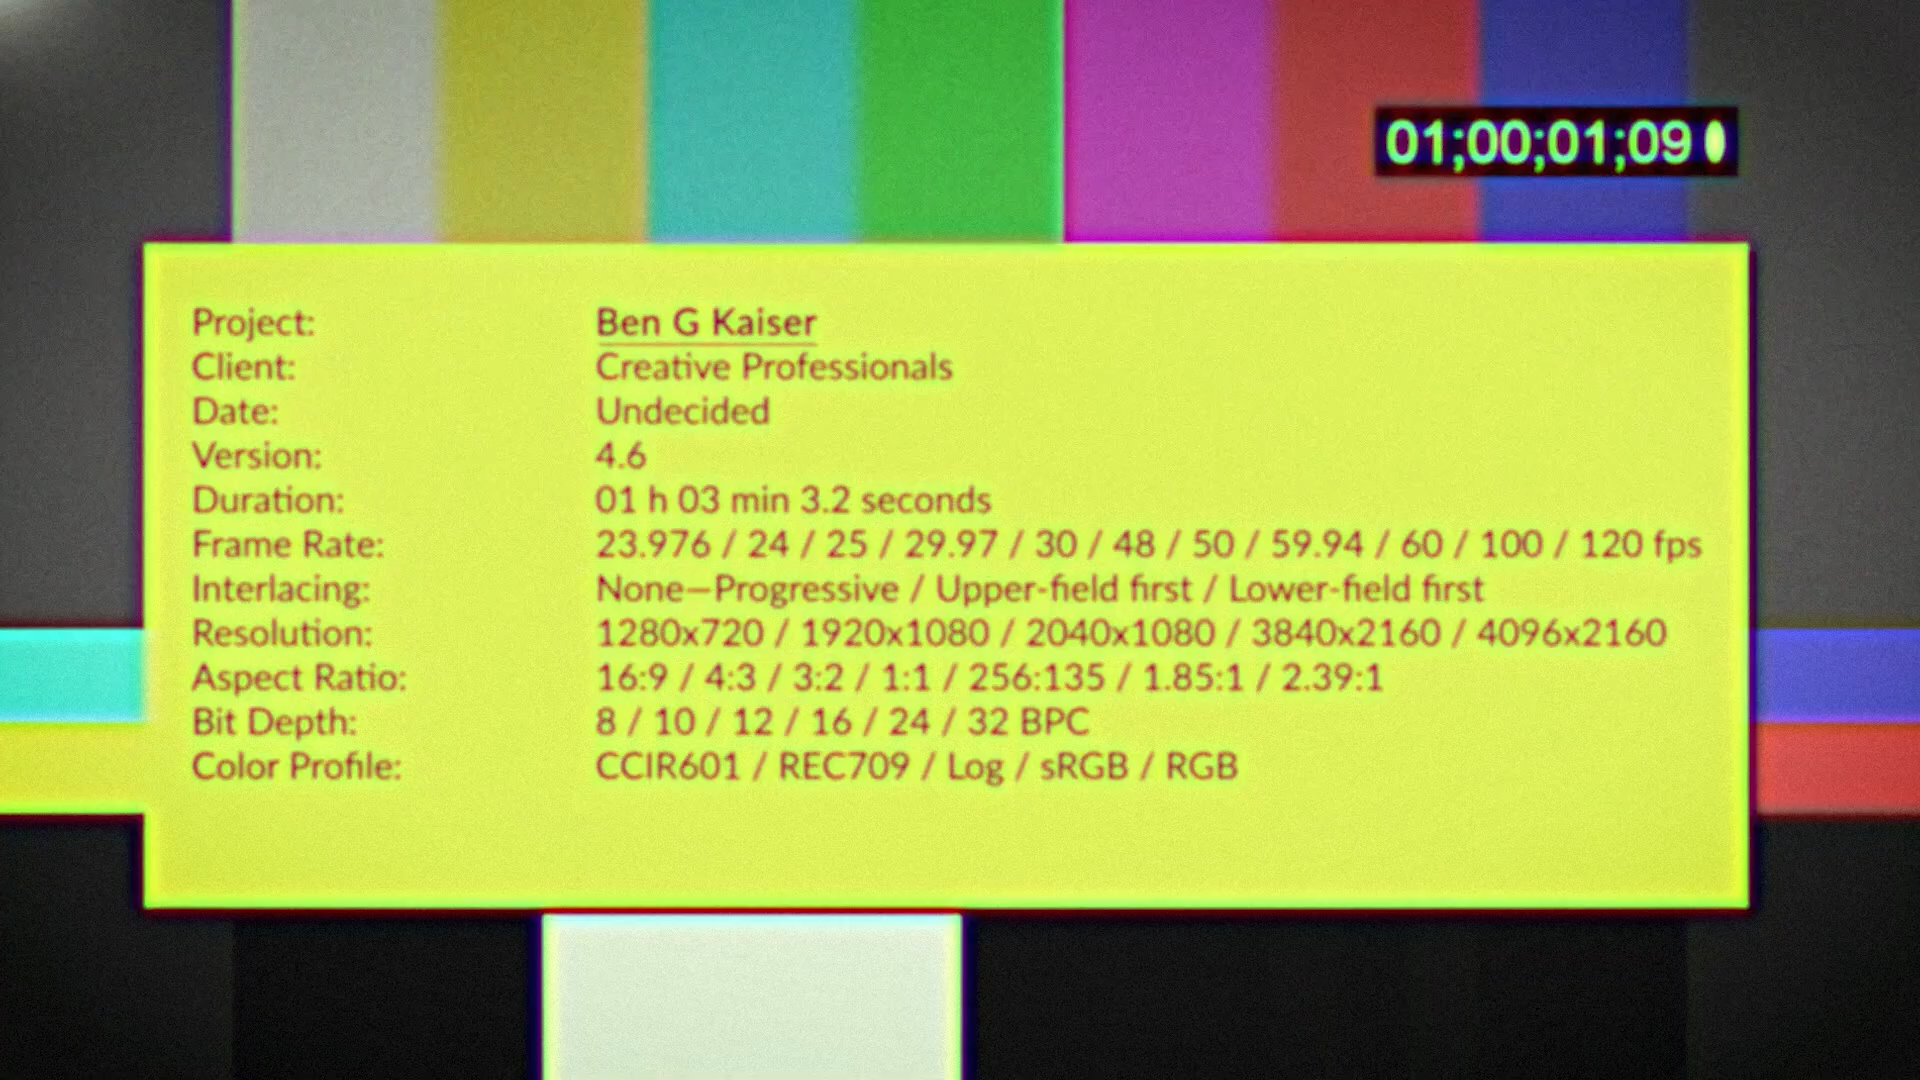 01;00;01;09
Project: Ben G Kaiser
Client: Creative Professionals
Date: Undecided
Version: 4.6
Duration: 01 h 03 min 3.2 seconds
Frame Rate: 23.976 / 24 / 25 / 29.97 / 30 / 48 / 50 / 59.94 / 60 / 100 / 120 fps
Interlacing: None—Progressive / Upper-field first / Lower-field first
Resolution: 1280x720 / 1920x1080 / 2040x1080 / 3840x2160 / 4096x2160
Aspect Ratio: 16:9 / 4:3 / 3:2 / 1:1 / 256:135 / 1.85:1 / 2.39:1
Bit Depth: 8 / 10 / 12 / 16 / 24 / 32 BPC
Color Profile: CCIR601 / REC709 / Log / sRGB / RGB